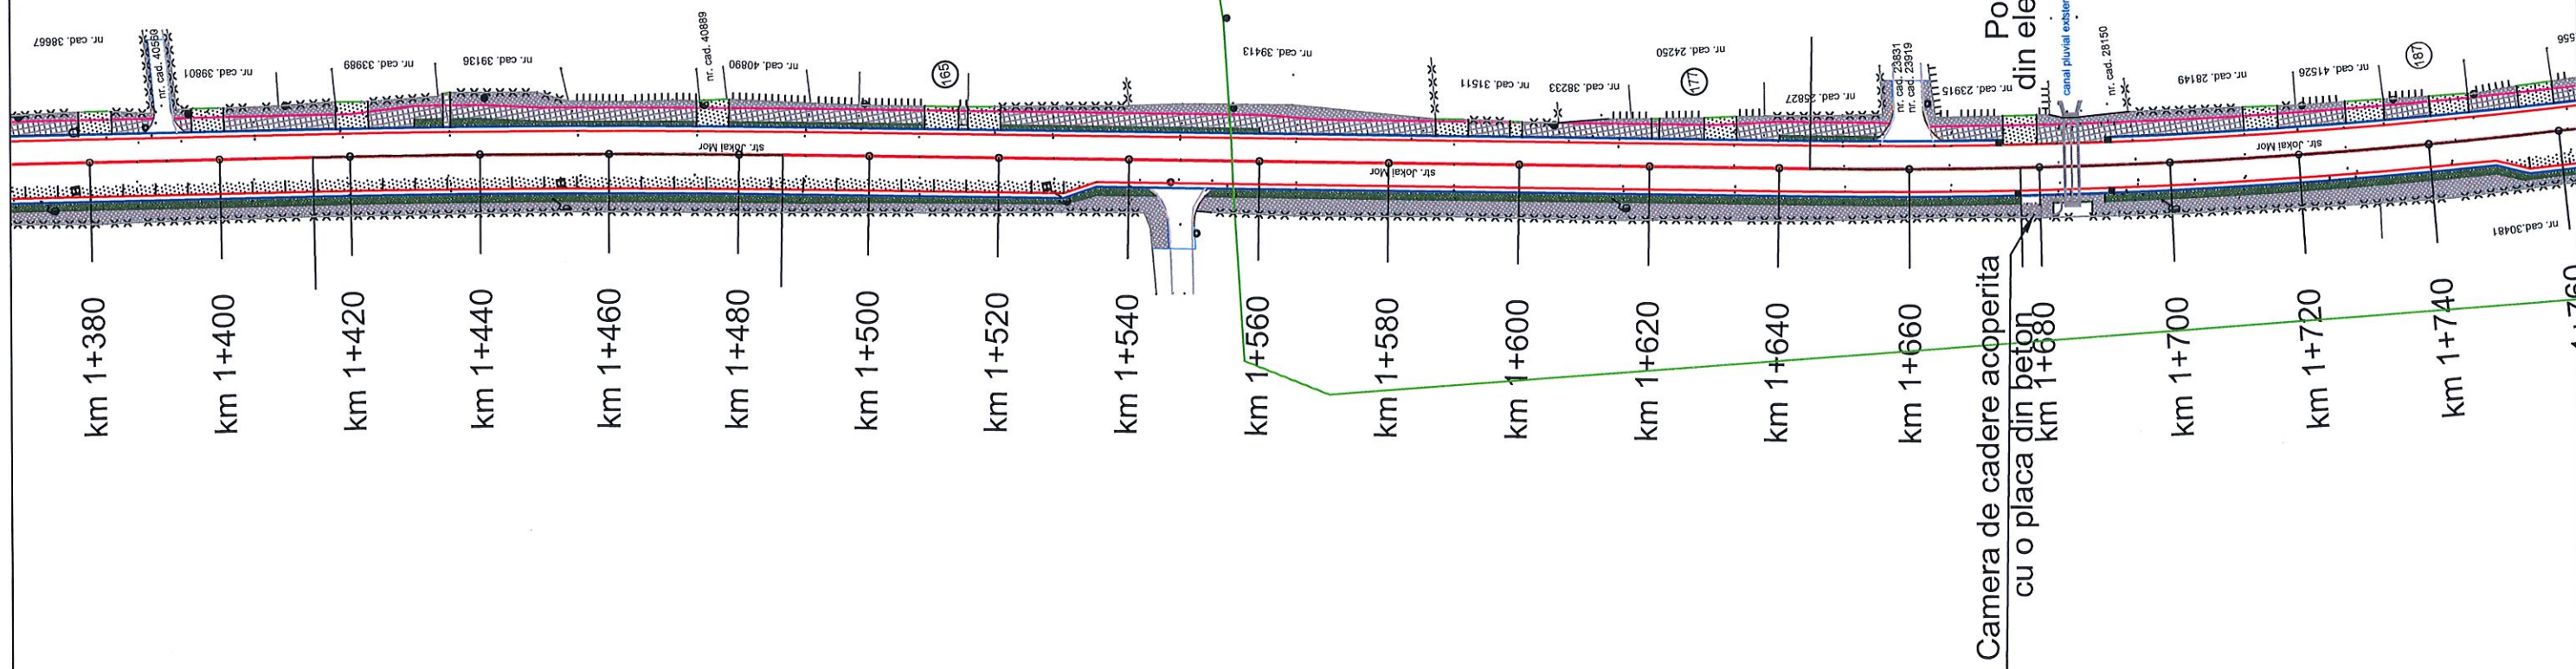 nr. cad. 38667
nr. cad. 40569
nr. cad. 39801
nr. cad. 33989
nr. cad. 39136
nr. cad. 40889
nr. cad. 40890
165
nr. cad. 39413
nr. cad. 31511
nr. cad. 38233
nr. cad. 24250
177
nr. cad. 25827
nr. cad. 23831
nr. cad. 23919
nr. cad. 23915
Po
din ele
canal pluvial exister
nr. cad. 28150
nr. cad. 28149
nr. cad. 41526
187
str. Jokai Mor
str. Jokai Mor
str. Jokai Mor
nr. cad.30481
km 1+380
km 1+400
km 1+420
km 1+440
km 1+460
km 1+480
km 1+500
km 1+520
km 1+540
km 1+560
km 1+580
km 1+600
km 1+620
km 1+640
km 1+660
Camera de cadere acoperita
cu o placa din beton
km 1+680
km 1+700
km 1+720
km 1+740